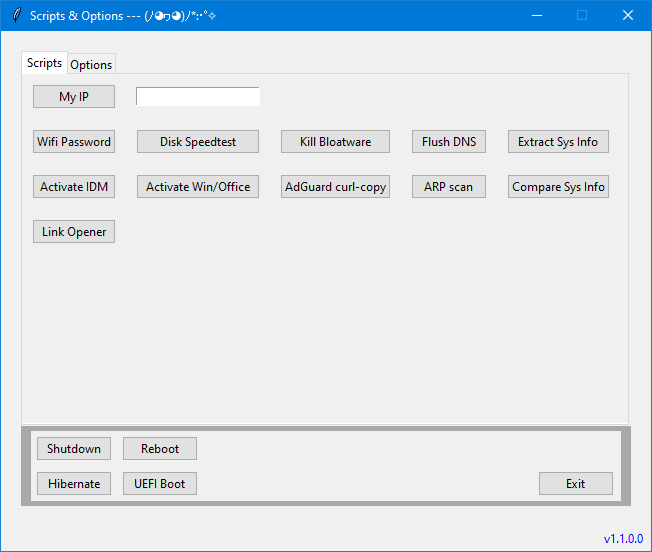 Scripts & Options --- (ﾉ◕ヮ◕)ﾉ*:･ﾟ✧
Scripts Options
My IP
Wifi Password Disk Speedtest Kill Bloatware Flush DNS Extract Sys Info
Activate IDM Activate Win/Office AdGuard curl-copy ARP scan Compare Sys Info
Link Opener
Shutdown Reboot
Hibernate UEFI Boot Exit
v1.1.0.0